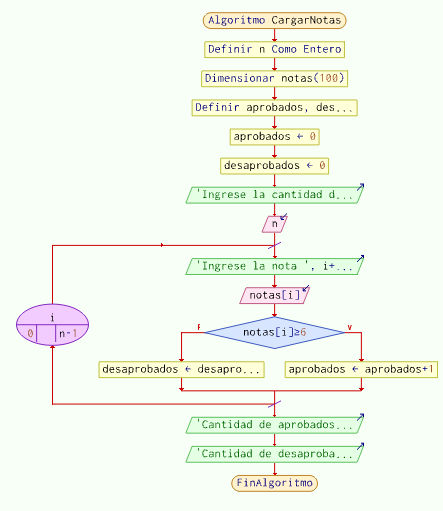 Algoritmo CargarNotas
Definir n Como Entero
Dimensionar notas(100)
Definir aprobados, des...
aprobados ← 0
desaprobados ← 0
'Ingrese la cantidad d...
n
'Ingrese la nota ', i+...
notas[i]
i
0 n-1
notas[i]≥6
F V
desaprobados ← desapro...
aprobados ← aprobados+1
'Cantidad de aprobados...
'Cantidad de desaproba...
FinAlgoritmo